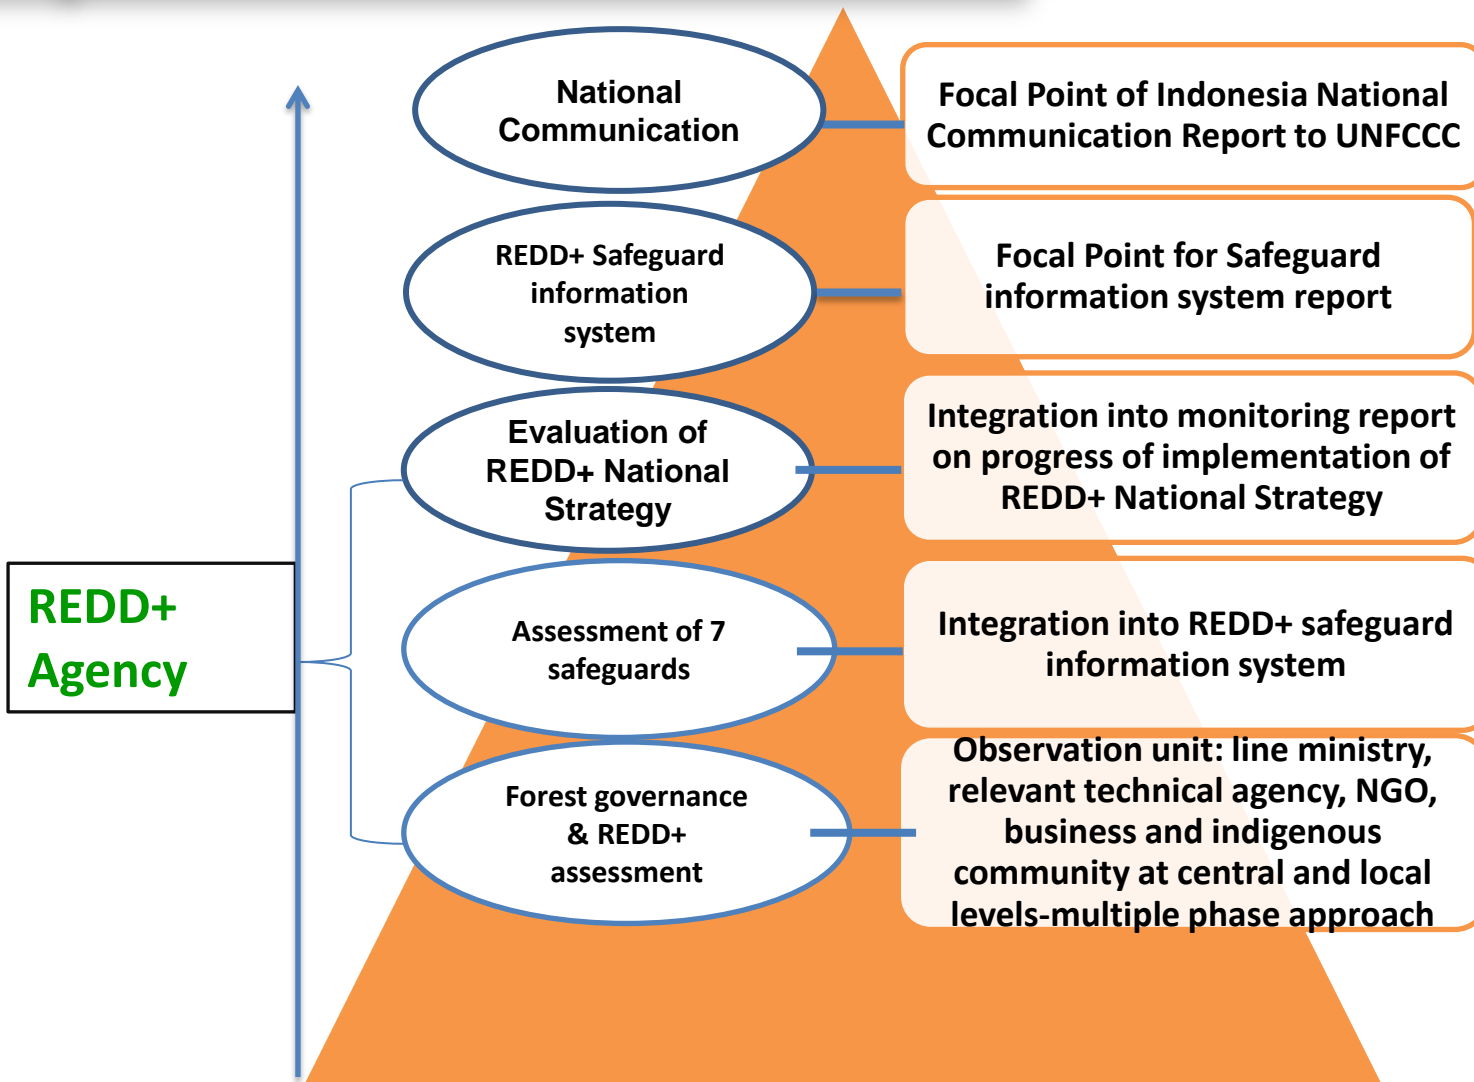 National
Communication
Focal Point of Indonesia National
Communication Report to UNFCCC
REDD+ Safeguard
information
system
Focal Point for Safeguard
information system report
Evaluation of
REDD+ National
Strategy
Integration into monitoring report
on progress of implementation of
REDD+ National Strategy
REDD+
Agency
Assessment of 7
safeguards
Integration into REDD+ safeguard
information system
Forest governance
& REDD+
assessment
Observation unit: line ministry,
relevant technical agency, NGO,
business and indigenous
community at central and local
levels-multiple phase approach